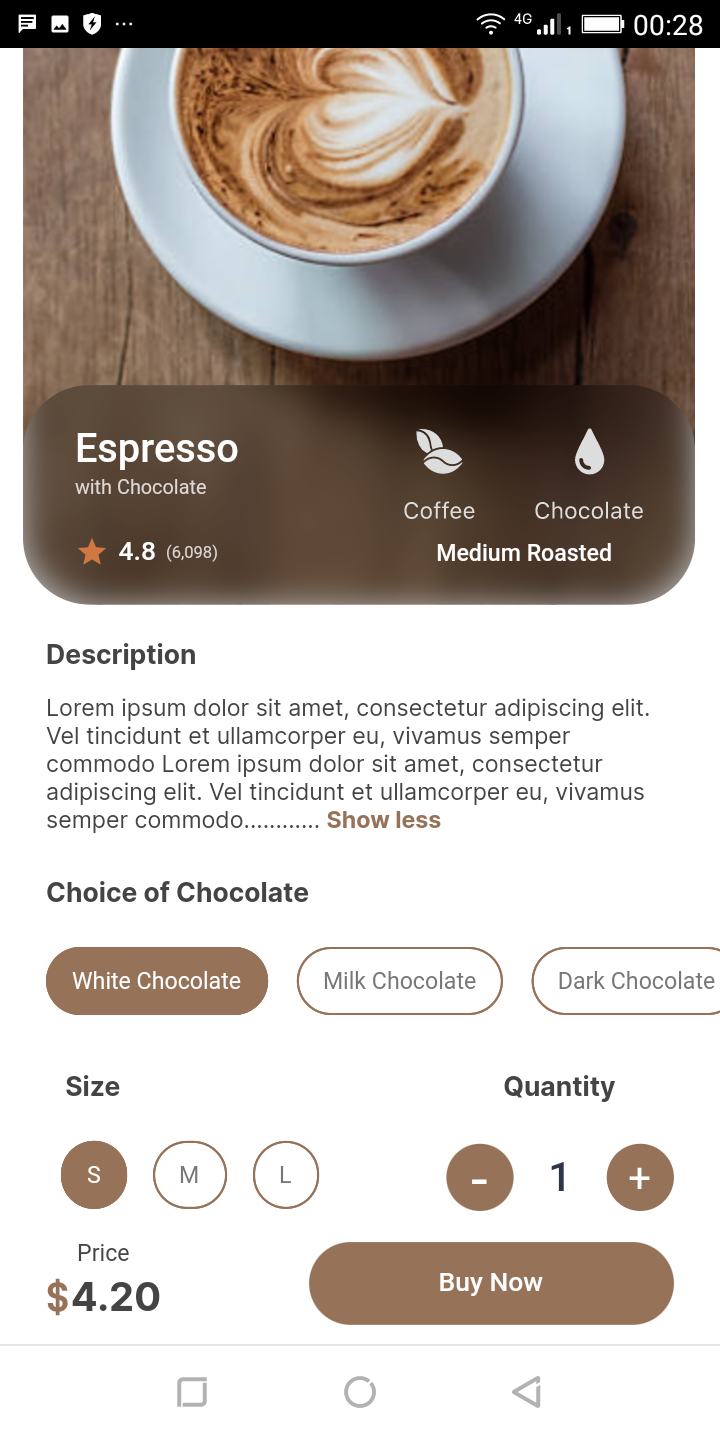 4G 1 00:28
Espresso
with Chocolate
4.8 (6,098)
Coffee Chocolate
Medium Roasted
Description
Lorem ipsum dolor sit amet, consectetur adipiscing elit.
Vel tincidunt et ullamcorper eu, vivamus semper
commodo Lorem ipsum dolor sit amet, consectetur
adipiscing elit. Vel tincidunt et ullamcorper eu, vivamus
semper commodo............ Show less
Choice of Chocolate
White Chocolate Milk Chocolate Dark Chocolate
Size Quantity
S M L - 1 +
Price
$4.20
Buy Now